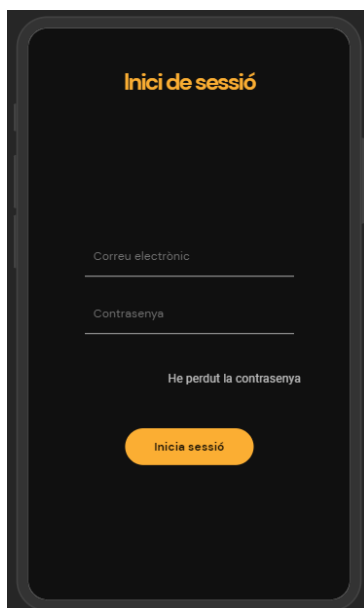 Inici de sessió
Correu electrònic
Contrasenya
He perdut la contrasenya
Inicia sessió